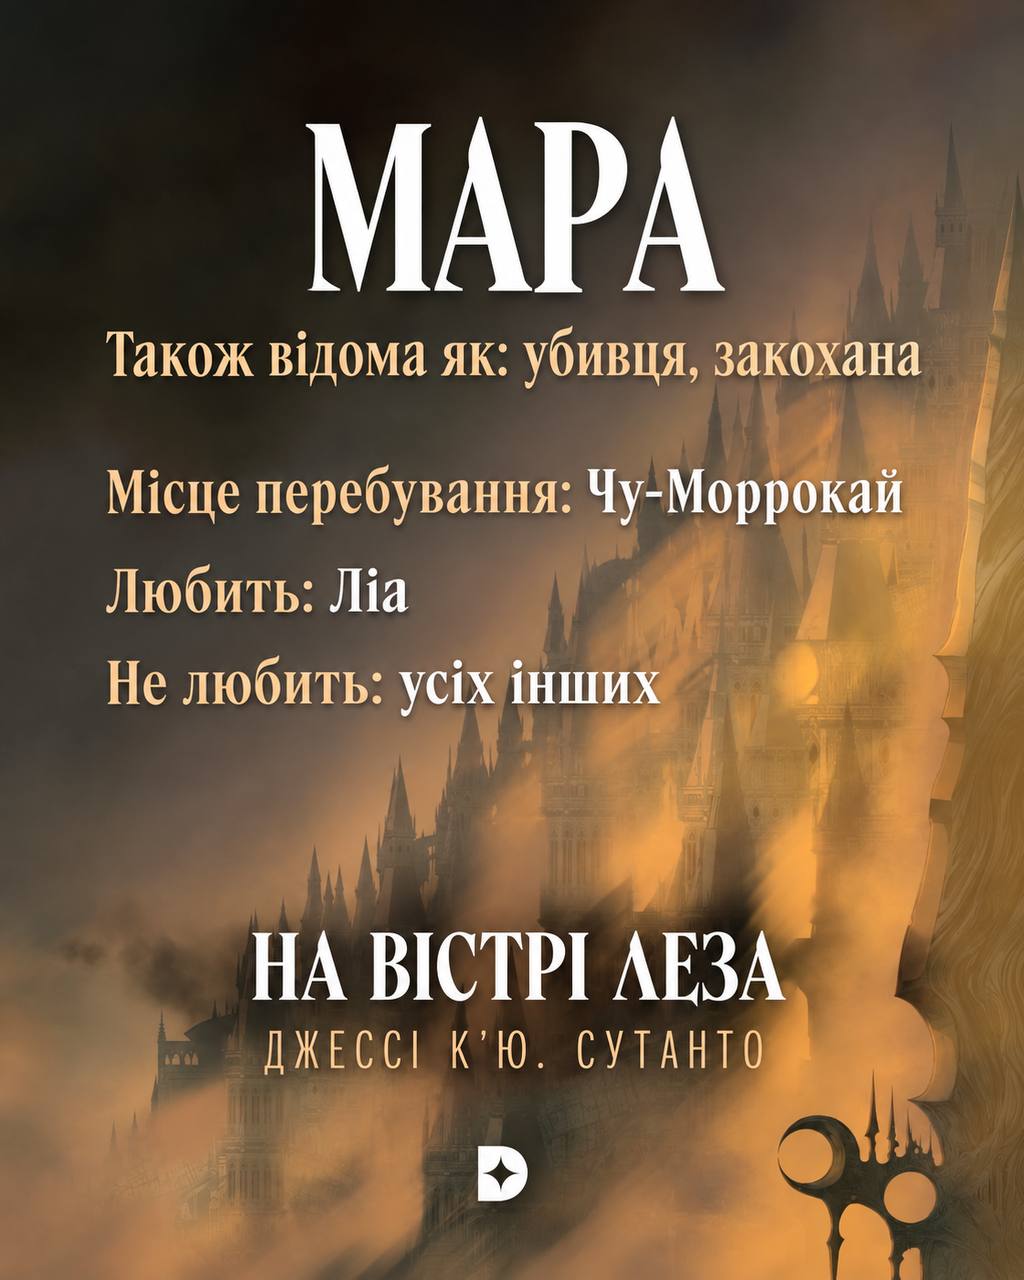 МАРА
Також відома як: убивця, закохана
Місце перебування: Чу-Моррокай
Любить: Ліа
Не любить: усіх інших
НА ВІСТРІ ЛЕЗА
ДЖЕССІ К’Ю. СУТАНТО
D